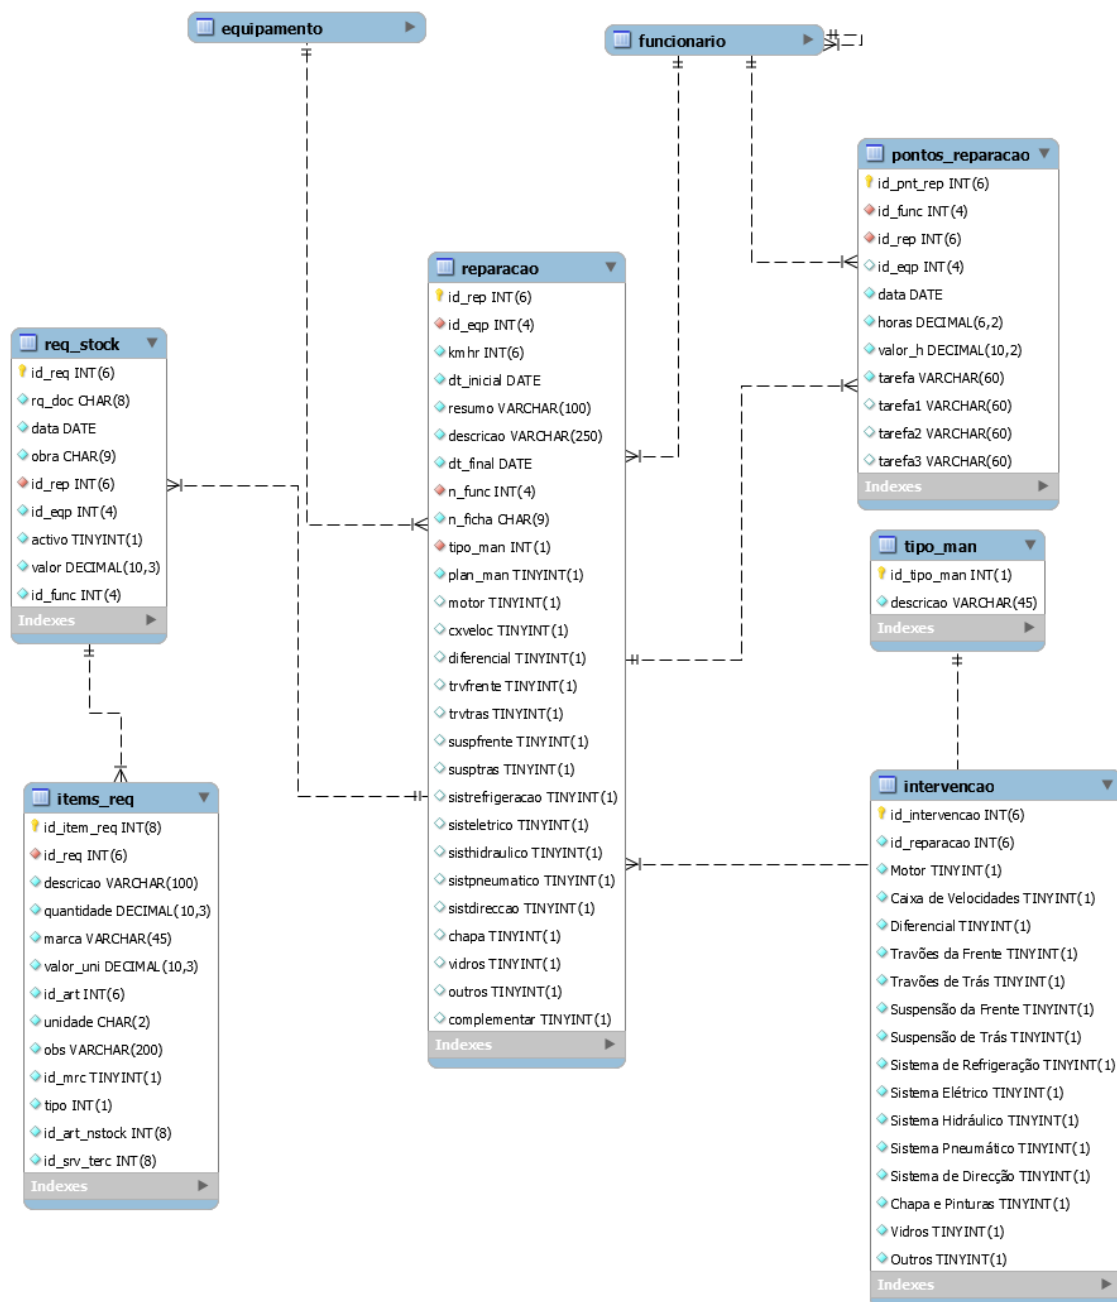 equipamento
funcionario
pontos_reparacao
id_pnt_rep INT(6)
id_func INT(4)
id_rep INT(6)
id_eqp INT(4)
data DATE
horas DECIMAL(6,2)
valor_h DECIMAL(10,2)
tarefa VARCHAR(60)
tarefa1 VARCHAR(60)
tarefa2 VARCHAR(60)
tarefa3 VARCHAR(60)
Indexes
reparacao
id_rep INT(6)
id_eqp INT(4)
kmhr INT(6)
dt_inicial DATE
resumo VARCHAR(100)
descricao VARCHAR(250)
dt_final DATE
n_func INT(4)
n_ficha CHAR(9)
tipo_man INT(1)
plan_man TINYINT(1)
motor TINYINT(1)
cxveloc TINYINT(1)
diferencial TINYINT(1)
trvfrente TINYINT(1)
trvtras TINYINT(1)
suspfrente TINYINT(1)
susptras TINYINT(1)
sistrefrigeracao TINYINT(1)
sisteletrico TINYINT(1)
sisthidraulico TINYINT(1)
sistpneumatico TINYINT(1)
sistdireccao TINYINT(1)
chapa TINYINT(1)
vidros TINYINT(1)
outros TINYINT(1)
complementar TINYINT(1)
Indexes
req_stock
id_req INT(6)
rq_doc CHAR(8)
data DATE
obra CHAR(9)
id_rep INT(6)
id_eqp INT(4)
activo TINYINT(1)
valor DECIMAL(10,3)
id_func INT(4)
Indexes
tipo_man
id_tipo_man INT(1)
descricao VARCHAR(45)
Indexes
items_req
id_item_req INT(8)
id_req INT(6)
descricao VARCHAR(100)
quantidade DECIMAL(10,3)
marca VARCHAR(45)
valor_uni DECIMAL(10,3)
id_art INT(6)
unidade CHAR(2)
obs VARCHAR(200)
id_mrc TINYINT(1)
tipo INT(1)
id_art_nstock INT(8)
id_srv_terc INT(8)
Indexes
intervencao
id_intervencao INT(6)
id_reparacao INT(6)
Motor TINYINT(1)
Caixa de Velocidades TINYINT(1)
Diferencial TINYINT(1)
Travões da Frente TINYINT(1)
Travões de Trás TINYINT(1)
Suspensão da Frente TINYINT(1)
Suspensão de Trás TINYINT(1)
Sistema de Refrigeração TINYINT(1)
Sistema Elétrico TINYINT(1)
Sistema Hidráulico TINYINT(1)
Sistema Pneumático TINYINT(1)
Sistema de Direcção TINYINT(1)
Chapa e Pinturas TINYINT(1)
Vidros TINYINT(1)
Outros TINYINT(1)
Indexes